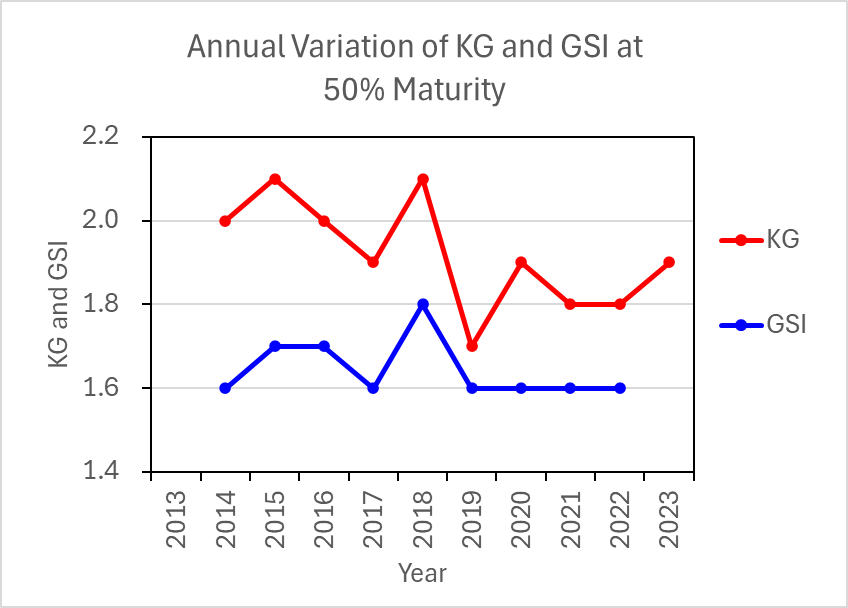 Annual Variation of KG and GSI at
50% Maturity
2.2
2.0
1.8
1.6
1.4
KG and GSI
KG
GSI
2013
2014
2015
2016
2017
2018
2019
2020
2021
2022
2023
Year